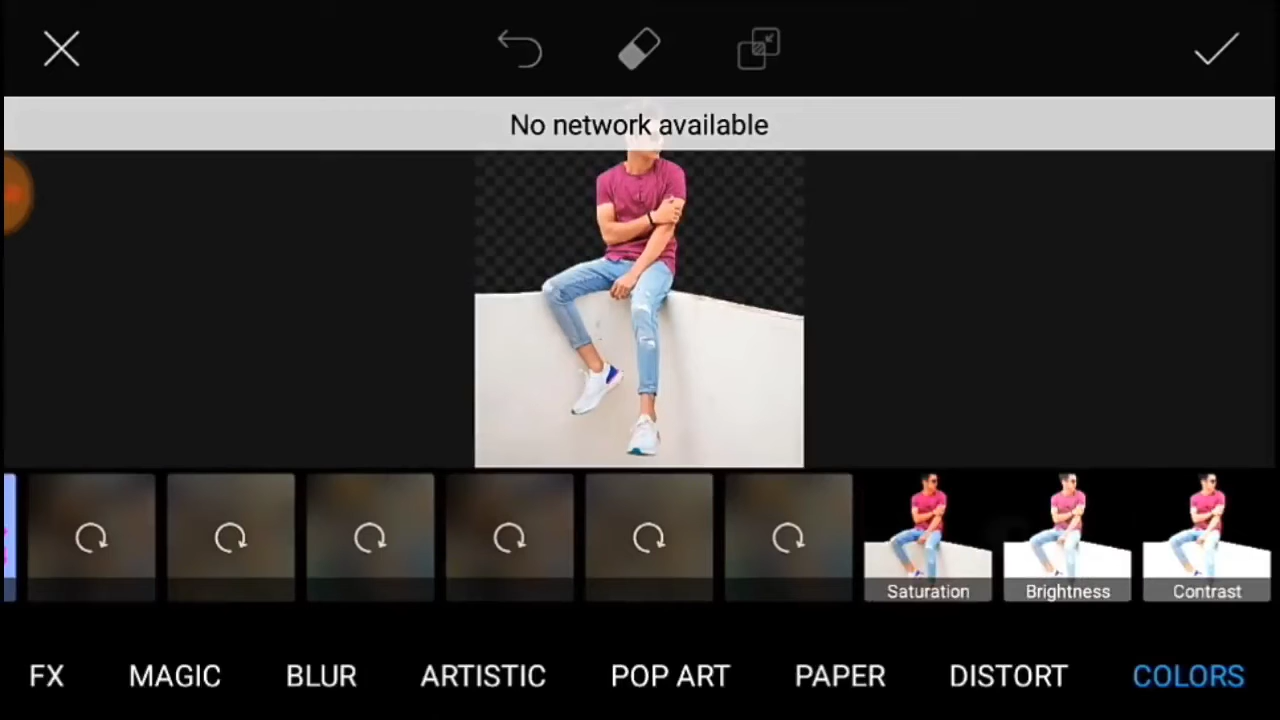 No network available
Saturation
Brightness
Contrast
FX
MAGIC
BLUR
ARTISTIC
POP ART
PAPER
DISTORT
COLORS